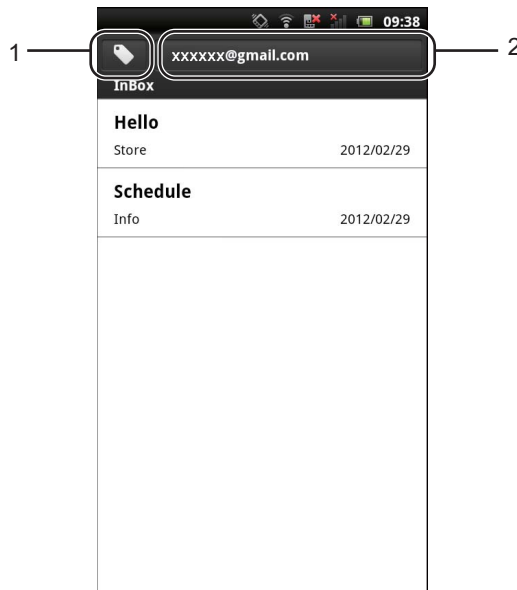 09:38
1 xxxxxx@gmail.com 2
InBox
Hello
Store 2012/02/29
Schedule
Info 2012/02/29